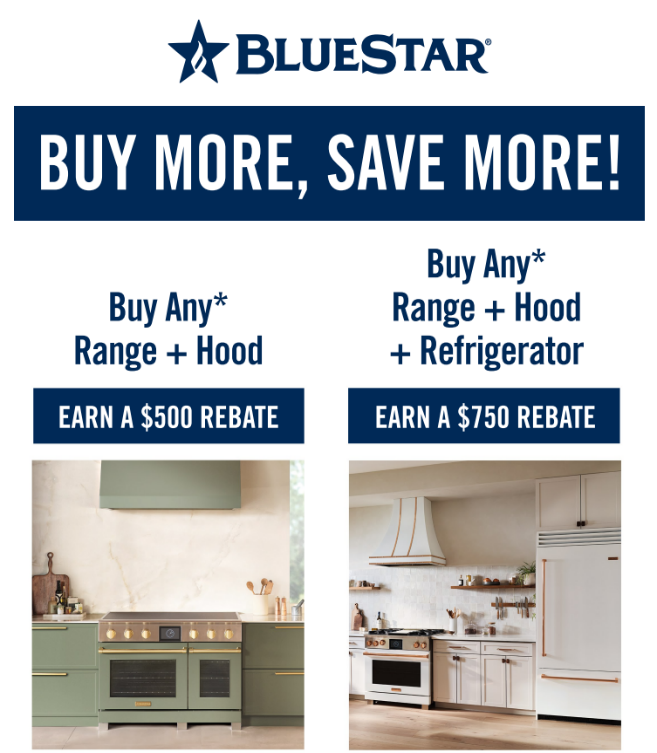 BLUESTAR®
BUY MORE, SAVE MORE!
Buy Any*
Range + Hood
EARN A $500 REBATE
Buy Any*
Range + Hood
+ Refrigerator
EARN A $750 REBATE